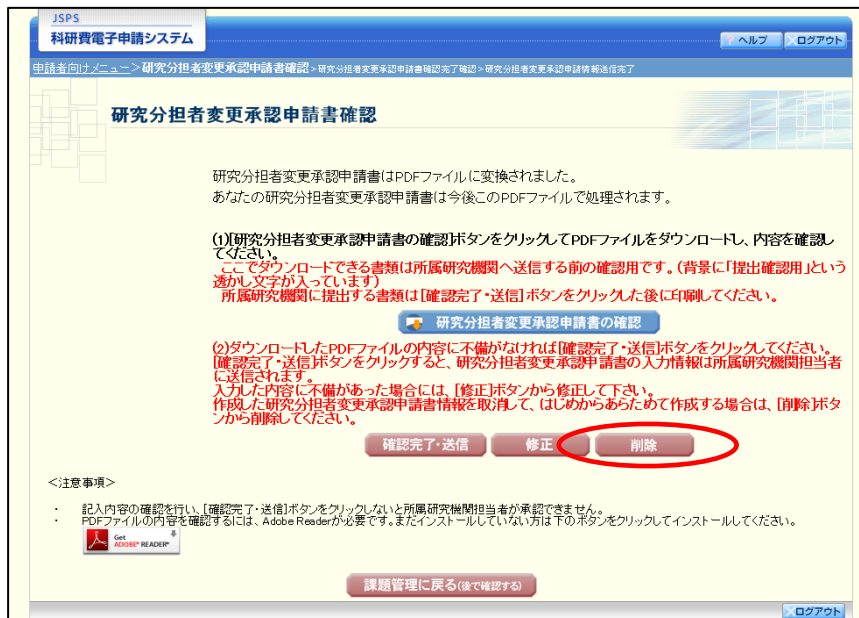 JSPS
科研費電子申請システム
ヘルプ
ログアウト
申請者向けメニュー>研究分担者変更承認申請書確認>研究分担者変更承認申請書確認完了確認>研究分担者変更承認申請情報送信完了
研究分担者変更承認申請書確認
研究分担者変更承認申請書はPDFファイルに変換されました。
あなたの研究分担者変更承認申請書は今後このPDFファイルで処理されます。
(1)[研究分担者変更承認申請書の確認]ボタンをクリックしてPDFファイルをダウンロードし、内容を確認し
てください。
ここでダウンロードできる書類は所属研究機関へ送信する前の確認用です。(背景に「提出確認用」という
透かし文字が入っています)
所属研究機関に提出する書類は[確認完了・送信]ボタンをクリックした後に印刷してください。
研究分担者変更承認申請書の確認
(2)ダウンロードしたPDFファイルの内容に不備がなければ[確認完了・送信]ボタンをクリックしてください。
[確認完了・送信]ボタンをクリックすると、研究分担者変更承認申請書の入力情報は所属研究機関担当者
に送信されます。
入力した内容に不備があった場合には、[修正]ボタンから修正して下さい。
作成した研究分担者変更承認申請書情報を取消して、はじめからあらためて作成する場合は、[削除]ボタ
ンから削除してください。
確認完了・送信
修正
削除
<注意事項>
・ 記入内容の確認を行い、[確認完了・送信]ボタンをクリックしないと所属研究機関担当者が承認できません。
・ PDFファイルの内容を確認するには、Adobe Readerが必要です。まだインストールしていない方は下のボタンをクリックしてインストールしてください。
Get
ADOBE® READER®
課題管理に戻る(後で確認する)
ログアウト